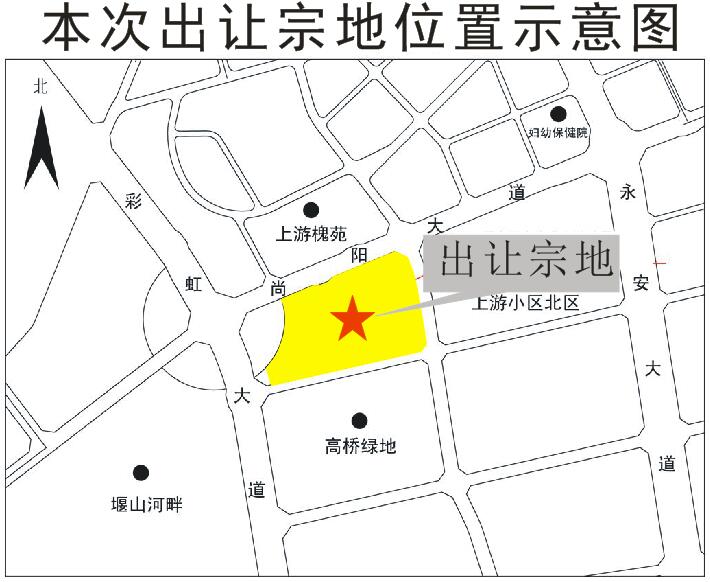 本次出让宗地位置示意图
北
妇幼保健院
彩虹大道
永安大道
尚阳大道
上游槐苑
出让宗地
上游小区北区
高桥绿地
堰山河畔